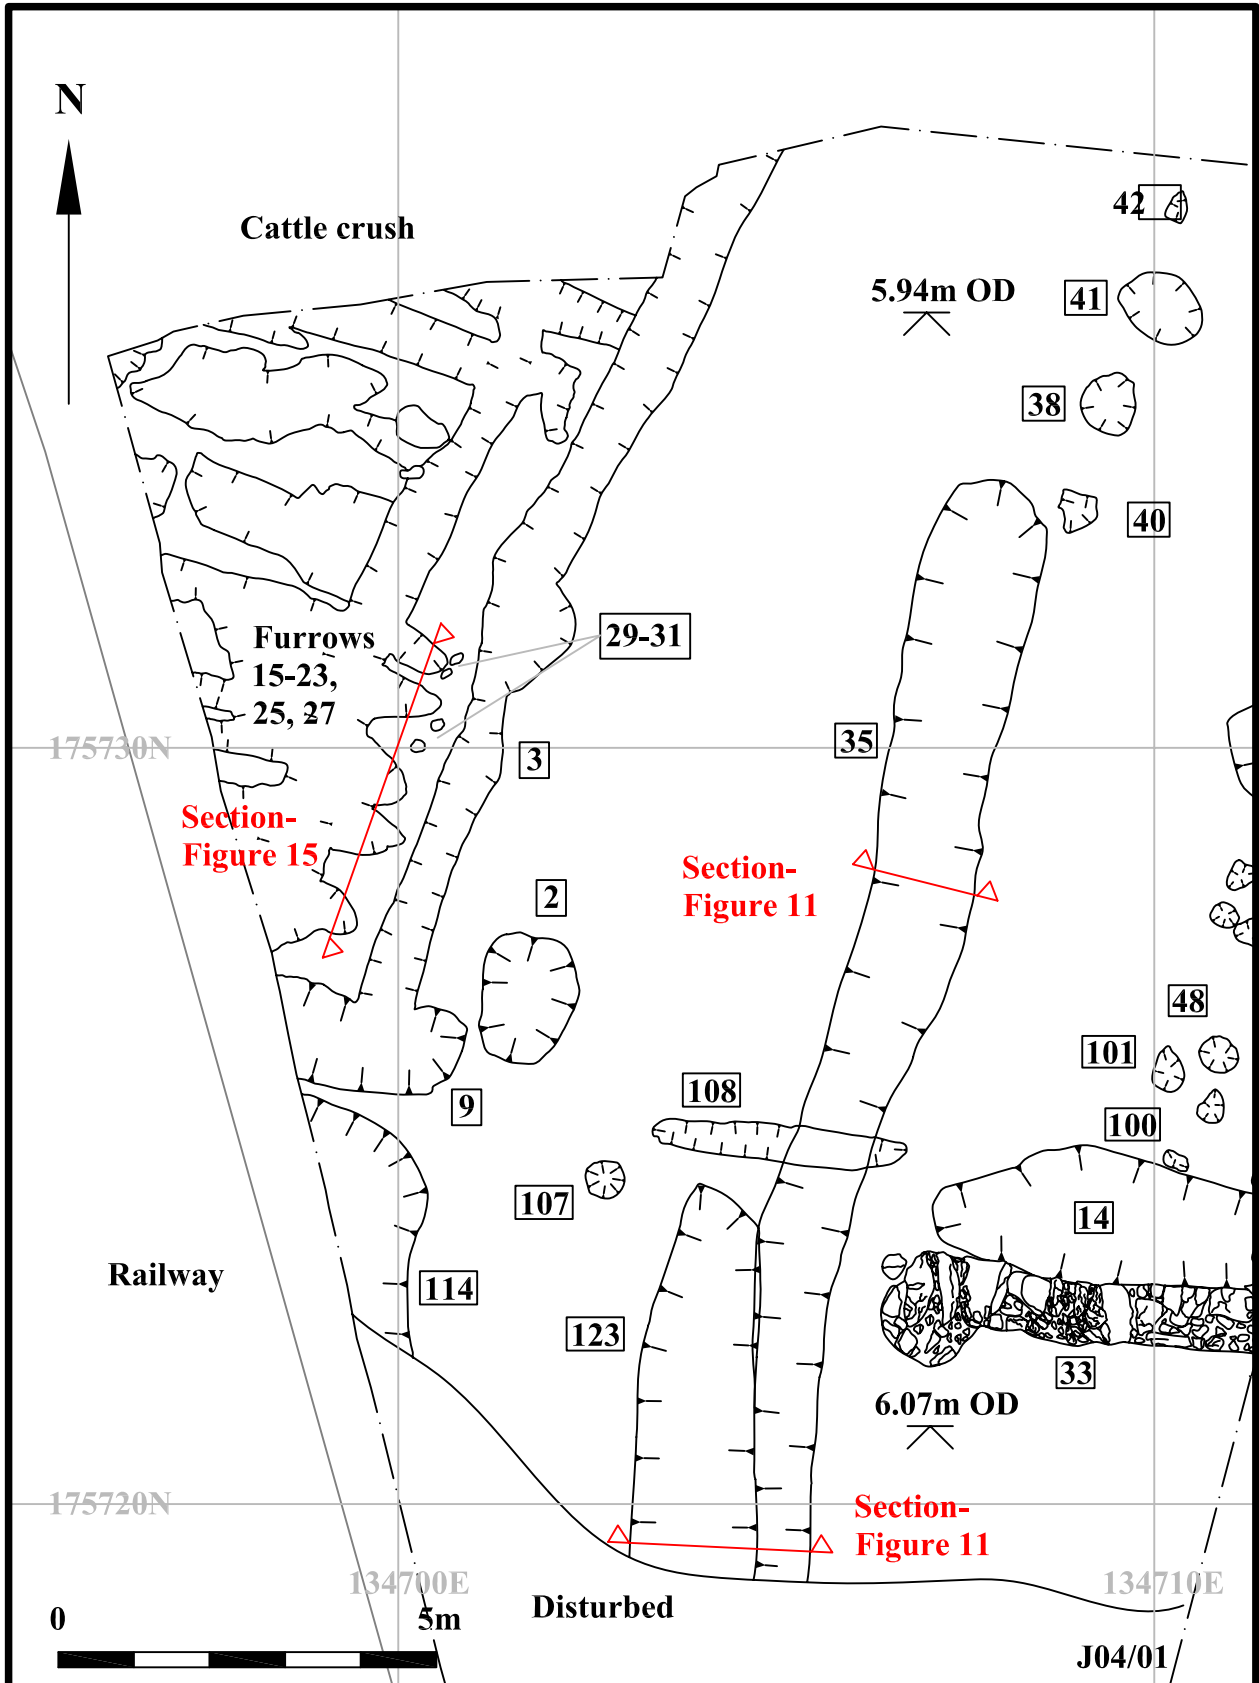 N
Cattle crush
42
5.94m OD
41
38
40
Furrows
15-23,
25, 27
29-31
175730N
3
35
Section-
Figure 15
Section-
Figure 11
2
48
101
9
108
100
107
14
Railway
114
123
33
6.07m OD
175720N
Section-
Figure 11
134700E
134710E
Disturbed
0
5m
J04/01